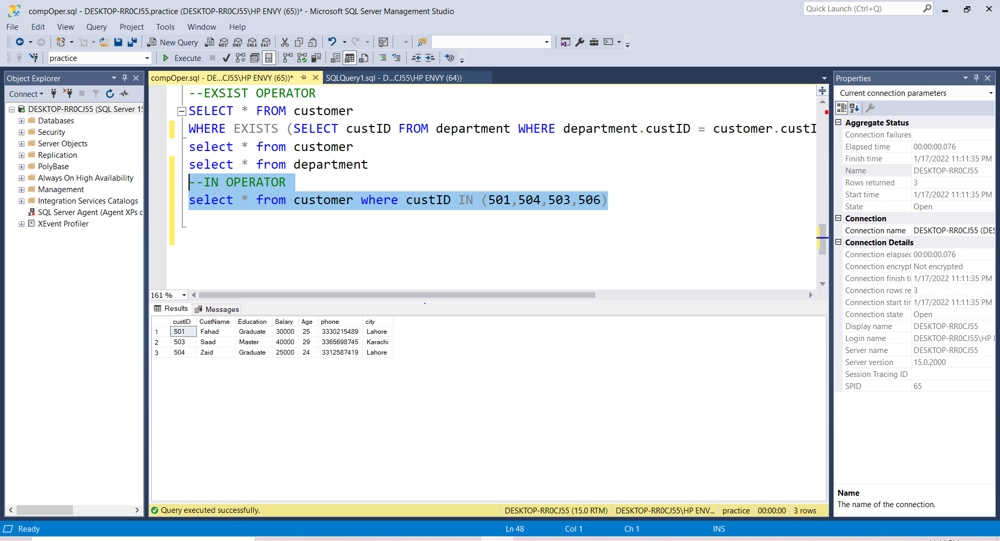 compOper.sql - DESKTOP-RR0CJ55.practice (DESKTOP-RR0CJ55\HP ENVY (65))* - Microsoft SQL Server Management Studio
Quick Launch (Ctrl+Q)
File Edit View Query Project Tools Window Help
New Query MDX DMX XMLA DAX
practice
Execute
Object Explorer
Connect
DESKTOP-RR0CJ55 (SQL Server 15
Databases
Security
Server Objects
Replication
PolyBase
Always On High Availability
Management
Integration Services Catalogs
SQL Server Agent (Agent XPs c
XEvent Profiler
compOper.sql - DE...CJ55\HP ENVY (65))*
SQLQuery1.sql - D...CJ55\HP ENVY (64))
--EXSIST OPERATOR
SELECT * FROM customer
WHERE EXISTS (SELECT custID FROM department WHERE department.custID = customer.custI
select * from customer
select * from department
--IN OPERATOR
select * from customer where custID IN (501,504,503,506)
161 %
Results Messages
custID CustName Education Salary Age phone city
1 501 Fahad Graduate 30000 25 3330215489 Lahore
2 503 Saad Master 40000 29 3365698745 Karachi
3 504 Zaid Graduate 25000 24 3312587419 Lahore
Query executed successfully.
DESKTOP-RR0CJ55 (15.0 RTM) DESKTOP-RR0CJ55\HP ENV... practice 00:00:00 3 rows
Properties
Current connection parameters
Aggregate Status
Connection failures
Elapsed time 00:00:00.076
Finish time 1/17/2022 11:11:35 PM
Name DESKTOP-RR0CJ55
Rows returned 3
Start time 1/17/2022 11:11:35 PM
State Open
Connection
Connection name DESKTOP-RR0CJ55 (DES
Connection Details
Connection elapsec 00:00:00.076
Connection encrypt Not encrypted
Connection finish ti 1/17/2022 11:11:35 PM
Connection rows re 3
Connection start tir 1/17/2022 11:11:35 PM
Connection state Open
Display name DESKTOP-RR0CJ55
Login name DESKTOP-RR0CJ55\HP I
Server name DESKTOP-RR0CJ55
Server version 15.0.2000
Session Tracing ID
SPID 65
Name
The name of the connection.
Ready
Ln 48 Col 1 Ch 1 INS